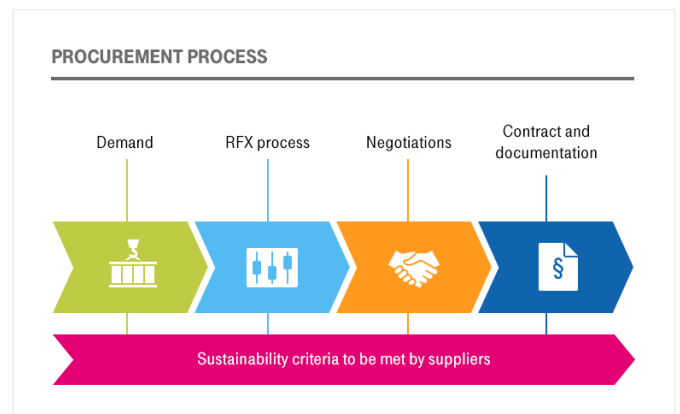 PROCUREMENT PROCESS
Demand
RFX process
Negotiations
Contract and
documentation
§
Sustainability criteria to be met by suppliers